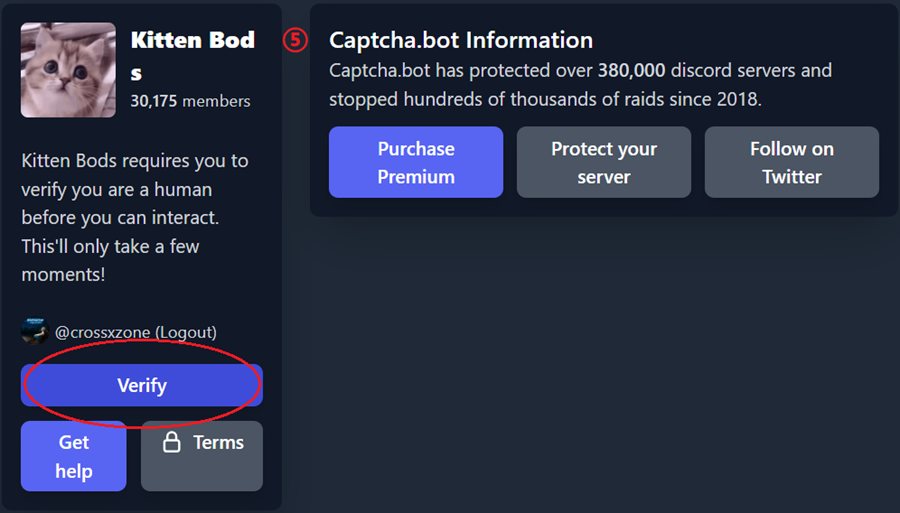 Kitten Bod
s
30,175 members
Kitten Bods requires you to
verify you are a human
before you can interact.
This'll only take a few
moments!
@crossxzone (Logout)
Verify
Get
help
Terms
⑤
Captcha.bot Information
Captcha.bot has protected over 380,000 discord servers and
stopped hundreds of thousands of raids since 2018.
Purchase
Premium
Protect your
server
Follow on
Twitter